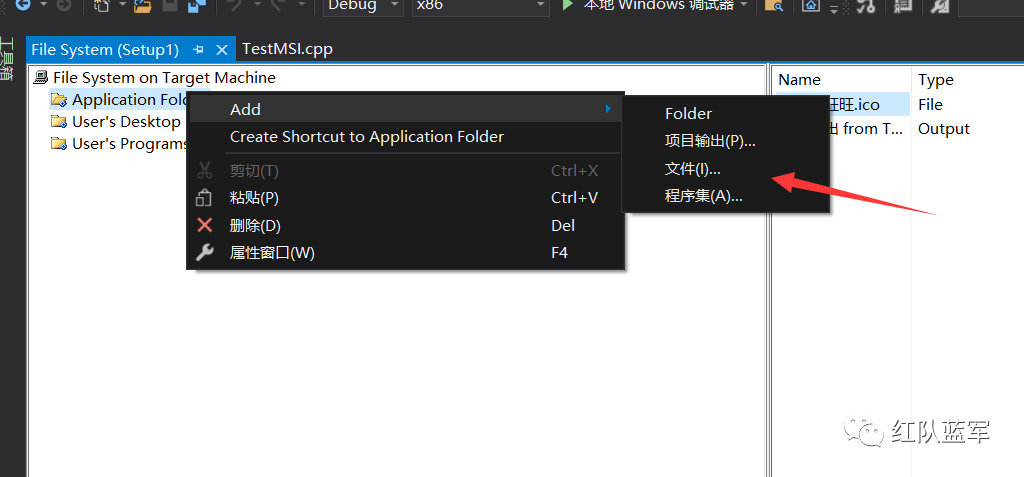 Debug
x86
本地 Windows 调试器
工具箱
File System (Setup1)
TestMSI.cpp
File System on Target Machine
Application Fol
User's Desktop
User's Programs
Add
Create Shortcut to Application Folder
剪切(T) Ctrl+X
粘贴(P) Ctrl+V
删除(D) Del
属性窗口(W) F4
Folder
项目输出(P)...
文件(I)...
程序集(A)...
Name Type
旺.ico File
出 from T... Output
红队蓝军